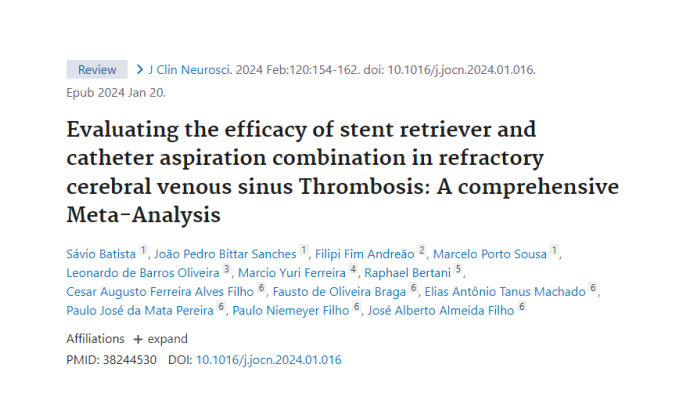 Review > J Clin Neurosci. 2024 Feb:120:154-162. doi: 10.1016/j.jocn.2024.01.016.
Epub 2024 Jan 20.
Evaluating the efficacy of stent retriever and
catheter aspiration combination in refractory
cerebral venous sinus Thrombosis: A comprehensive
Meta-Analysis
Sávio Batista 1, João Pedro Bittar Sanches 1, Filipi Fim Andreão 2, Marcelo Porto Sousa 1,
Leonardo de Barros Oliveira 3, Marcio Yuri Ferreira 4, Raphael Bertani 5,
Cesar Augusto Ferreira Alves Filho 6, Fausto de Oliveira Braga 6, Elias Antônio Tanus Machado 6,
Paulo José da Mata Pereira 6, Paulo Niemeyer Filho 6, José Alberto Almeida Filho 6
Affiliations + expand
PMID: 38244530 DOI: 10.1016/j.jocn.2024.01.016